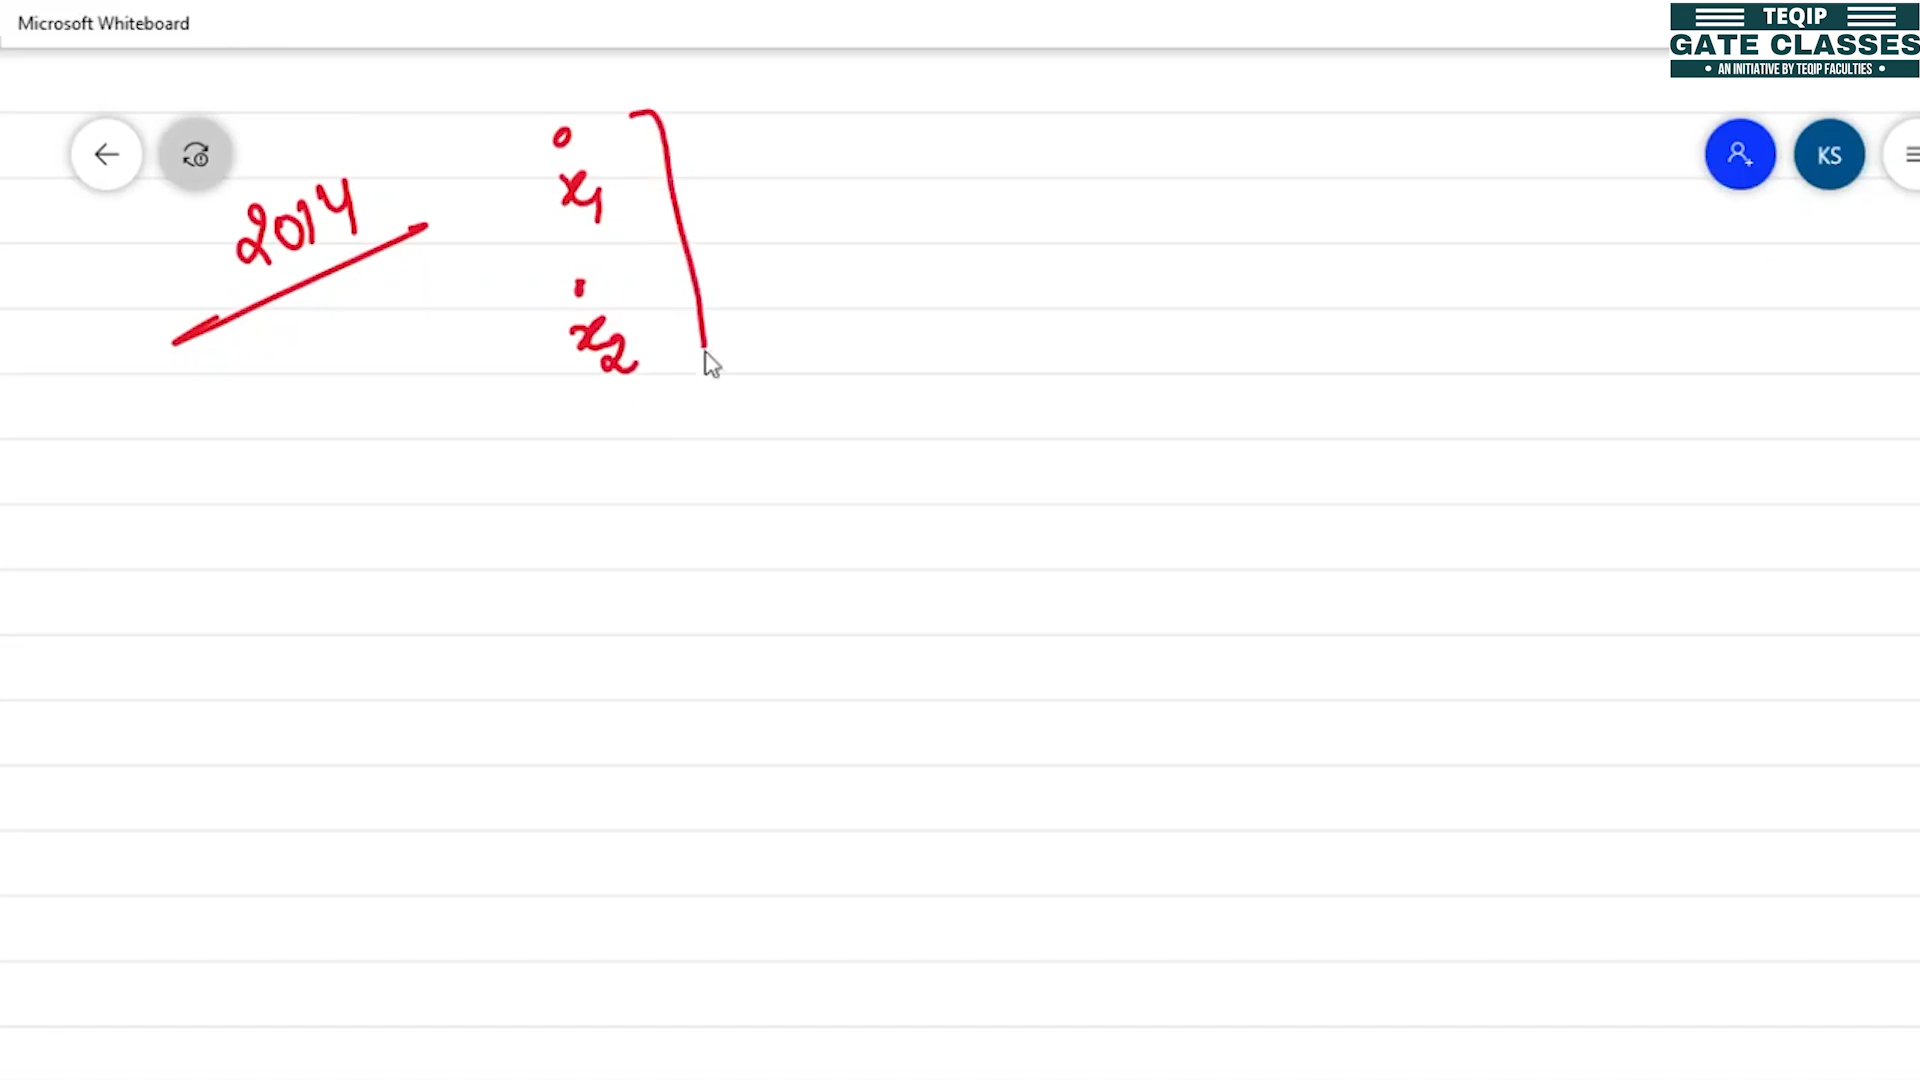 Microsoft Whiteboard
TEQIP
GATE CLASSES
• AN INITIATIVE BY TEQIP FACULTIES •
KS
2014
ẋ1
ẋ2